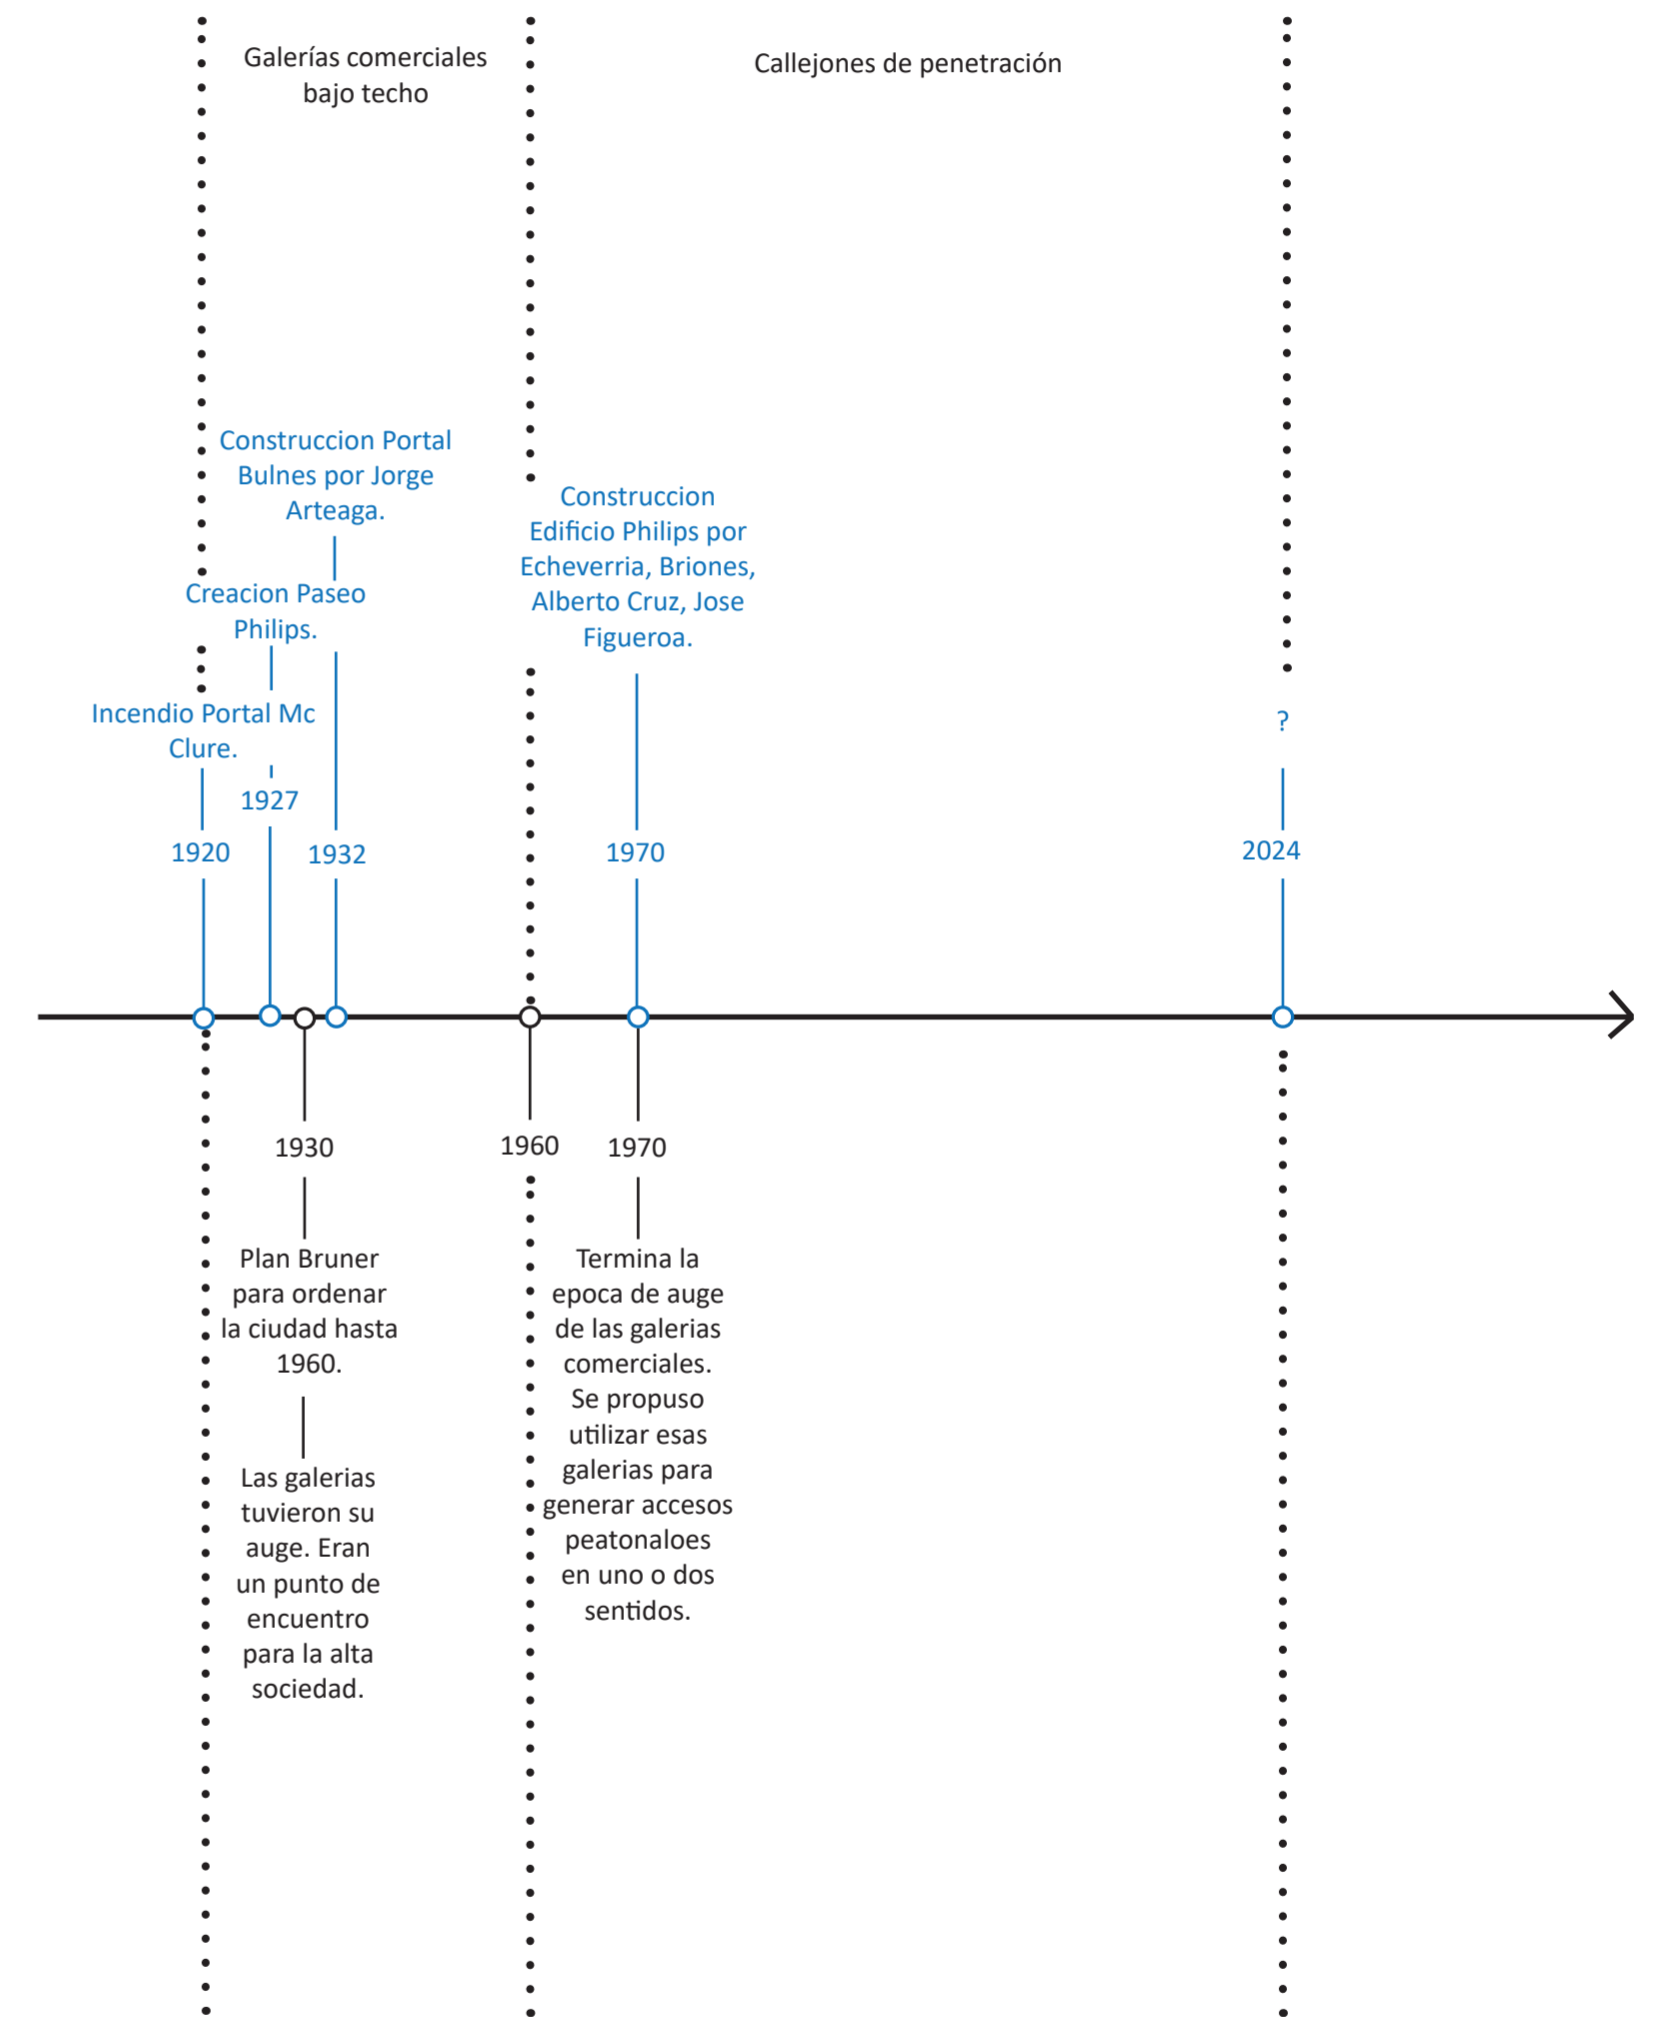 Galerías comerciales
bajo techo
Callejones de penetración
Construccion Portal
Bulnes por Jorge
Arteaga.
Creacion Paseo
Philips.
Incendio Portal Mc
Clure.
Construccion
Edificio Philips por
Echeverria, Briones,
Alberto Cruz, Jose
Figueroa.
?
1927
1920
1932
1970
2024
1930
1960
1970
Plan Bruner
para ordenar
la ciudad hasta
1960.
Las galerias
tuvieron su
auge. Eran
un punto de
encuentro
para la alta
sociedad.
Termina la
epoca de auge
de las galerias
comerciales.
Se propuso
utilizar esas
galerias para
generar accesos
peatonaloes
en uno o dos
sentidos.